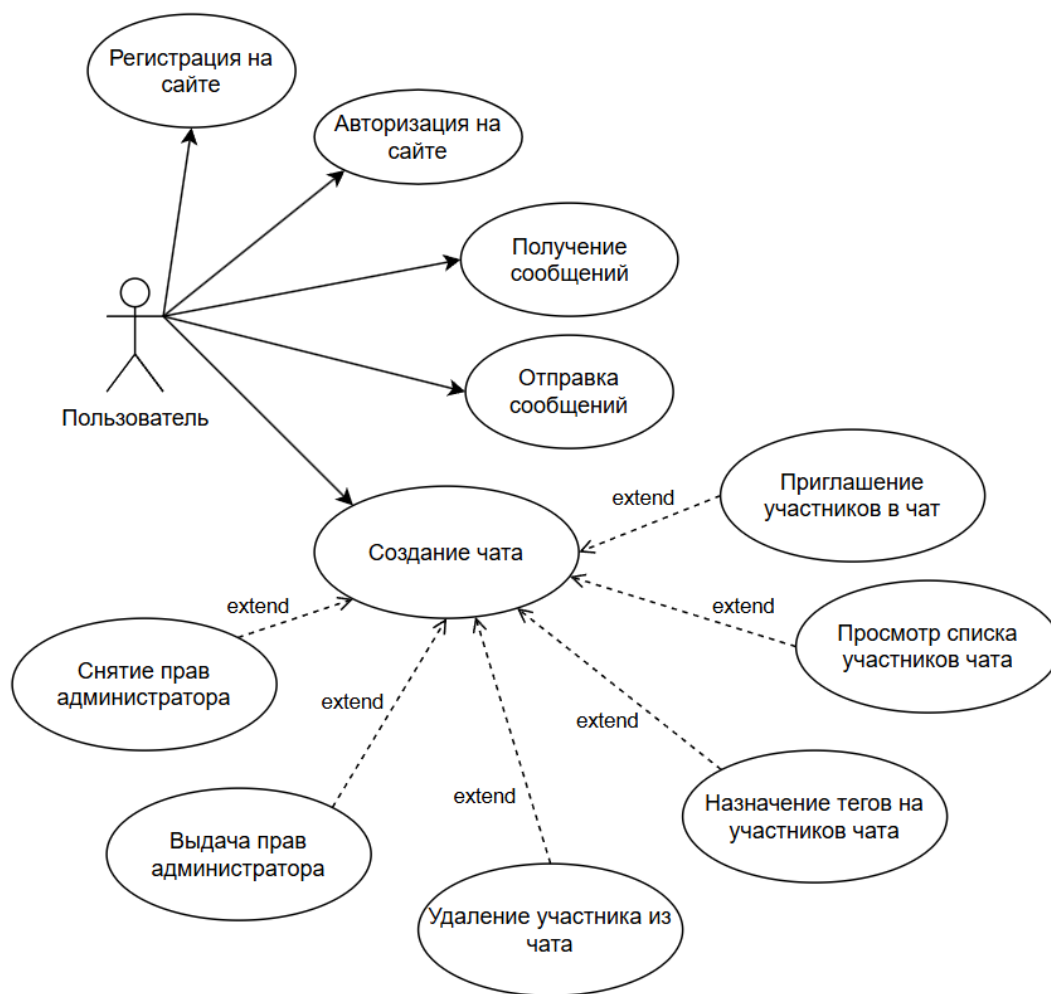 Регистрация на
сайте
Авторизация на
сайте
Получение
сообщений
Отправка
сообщений
Пользователь
Приглашение
участников в чат
extend
Создание чата
extend
extend
Просмотр списка
участников чата
Снятие прав
администратора
extend
extend
extend
Назначение тегов на
участников чата
Выдача прав
администратора
Удаление участника из
чата